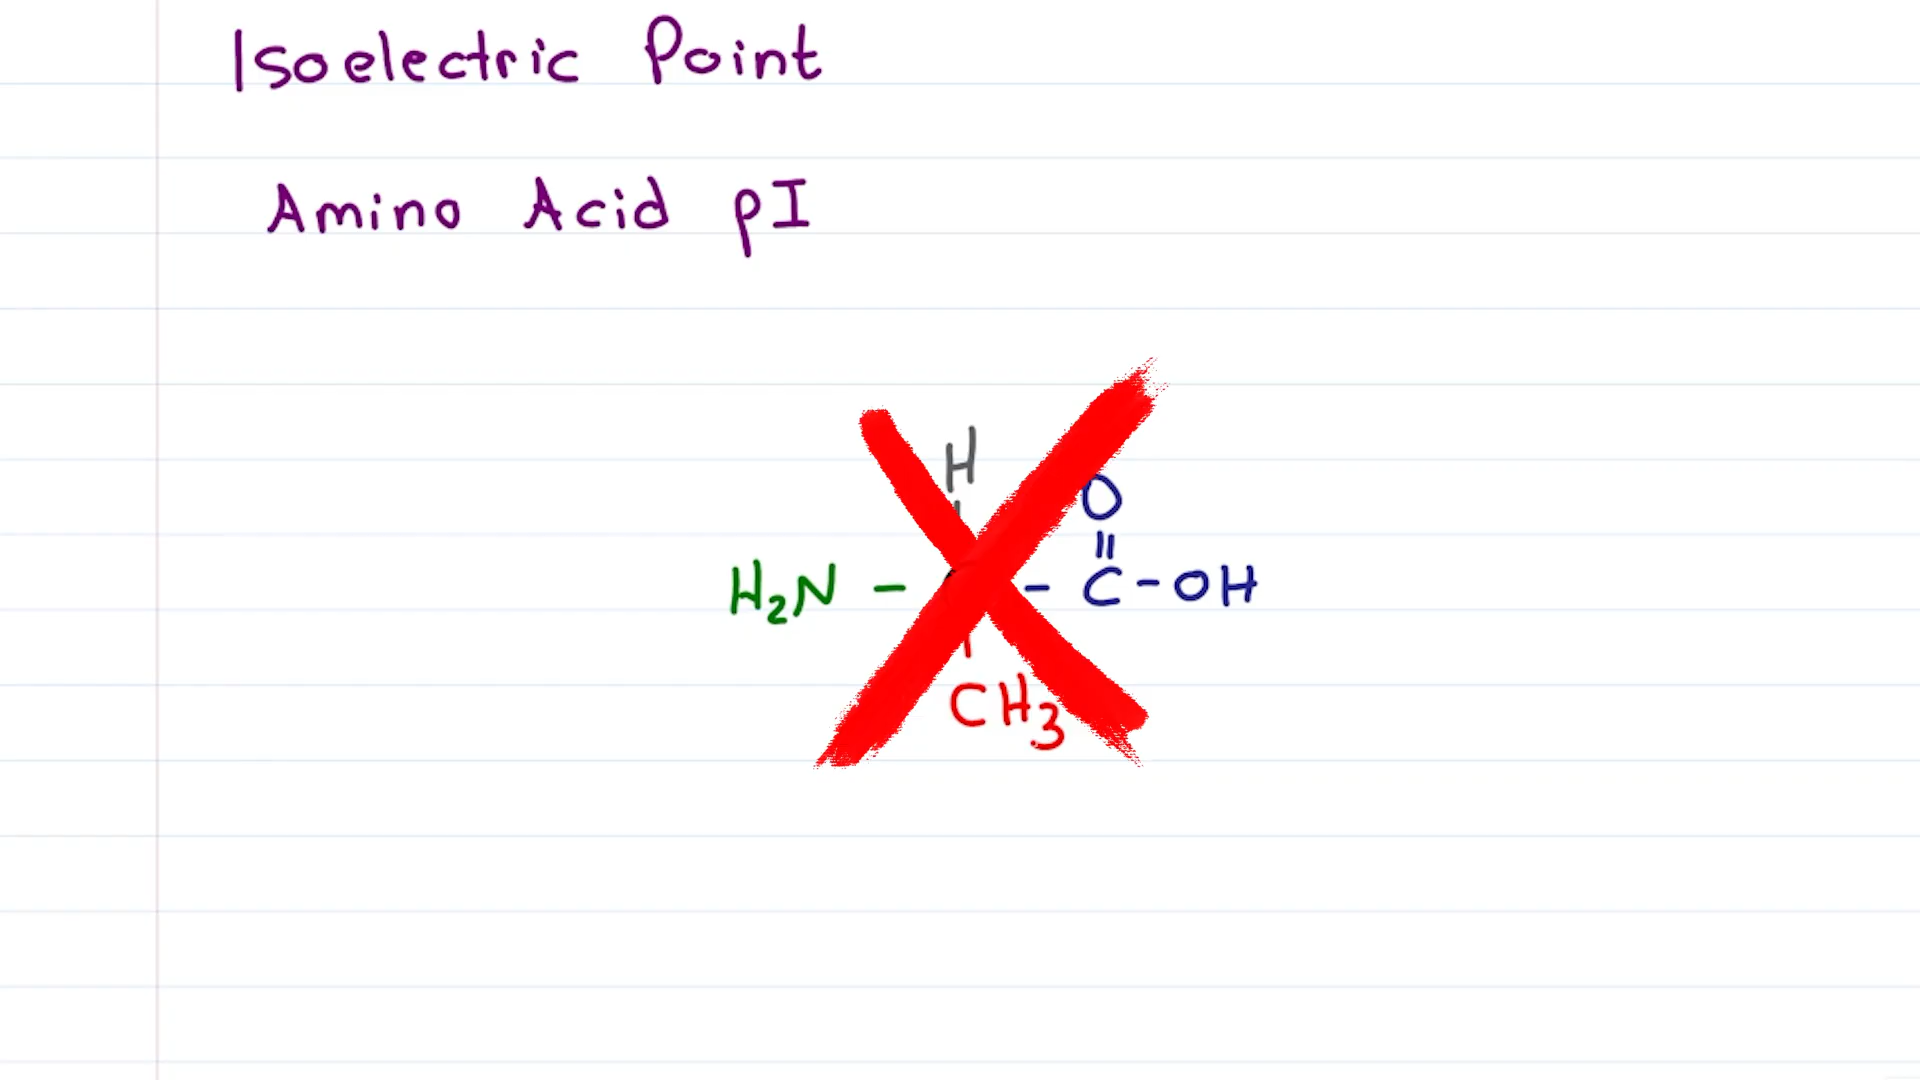 Isoelectric Point
Amino Acid pI
H
O
H₂N - - C - OH
CH₃